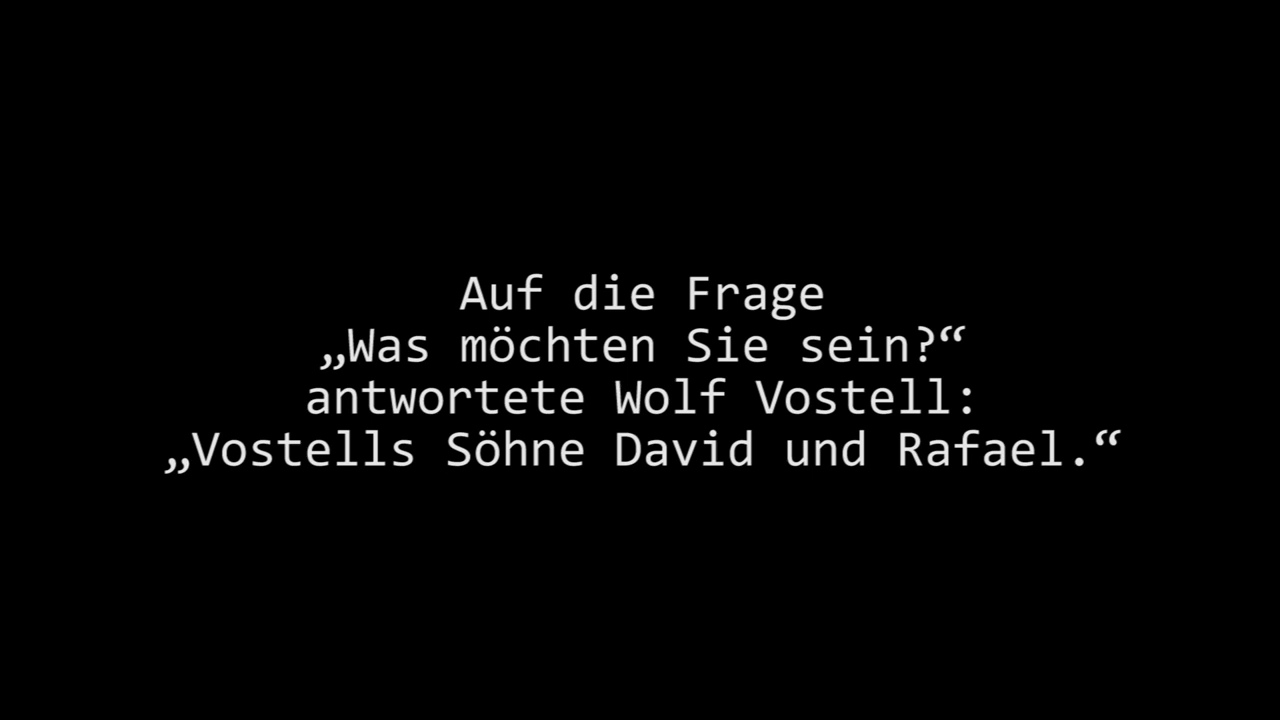 Auf die Frage
„Was möchten Sie sein?“
antwortete Wolf Vostell:
„Vostells Söhne David und Rafael.“